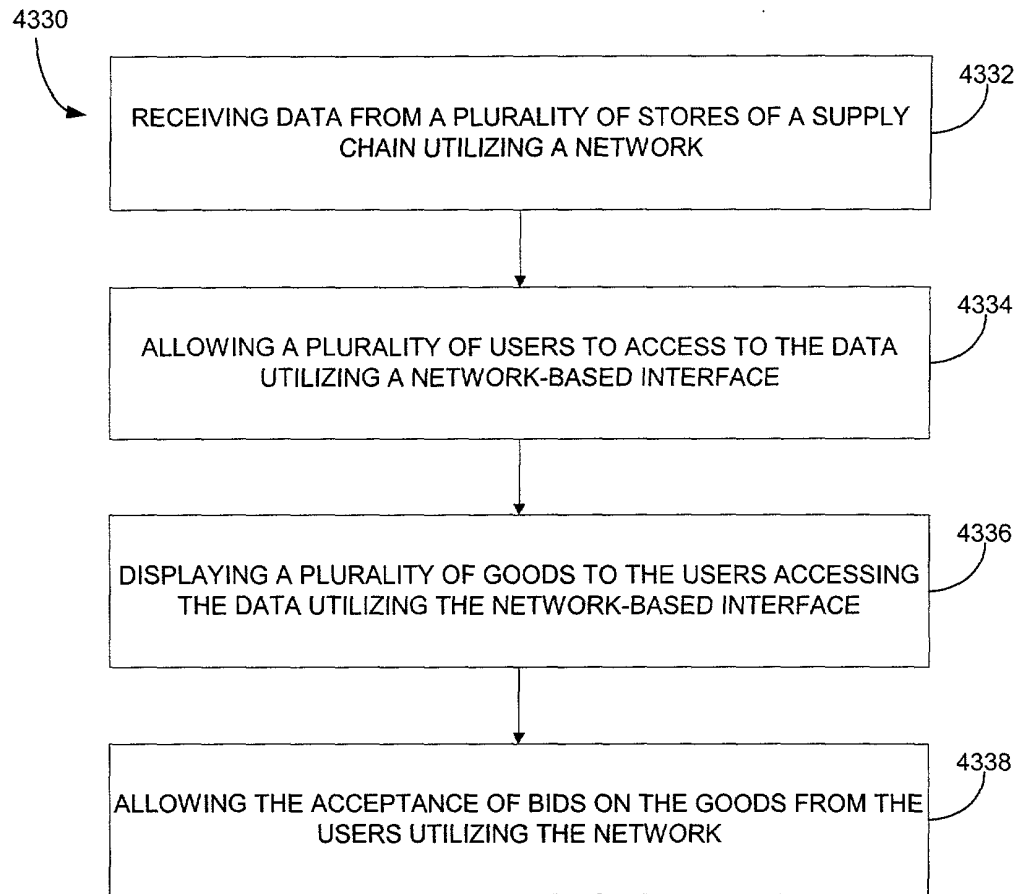 4330
4332
RECEIVING DATA FROM A PLURALITY OF STORES OF A SUPPLY
CHAIN UTILIZING A NETWORK
4334
ALLOWING A PLURALITY OF USERS TO ACCESS TO THE DATA
UTILIZING A NETWORK-BASED INTERFACE
4336
DISPLAYING A PLURALITY OF GOODS TO THE USERS ACCESSING
THE DATA UTILIZING THE NETWORK-BASED INTERFACE
4338
ALLOWING THE ACCEPTANCE OF BIDS ON THE GOODS FROM THE
USERS UTILIZING THE NETWORK